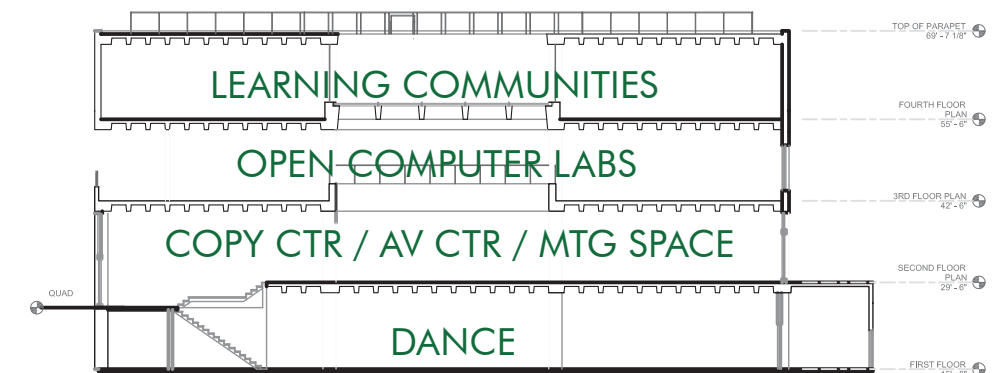 TOP OF PARAPET
69' - 7 1/8"
LEARNING COMMUNITIES
FOURTH FLOOR
PLAN
55' - 6"
OPEN COMPUTER LABS
3RD FLOOR PLAN
42' - 6"
COPY CTR / AV CTR / MTG SPACE
SECOND FLOOR
PLAN
29' - 6"
QUAD
DANCE
FIRST FLOOR